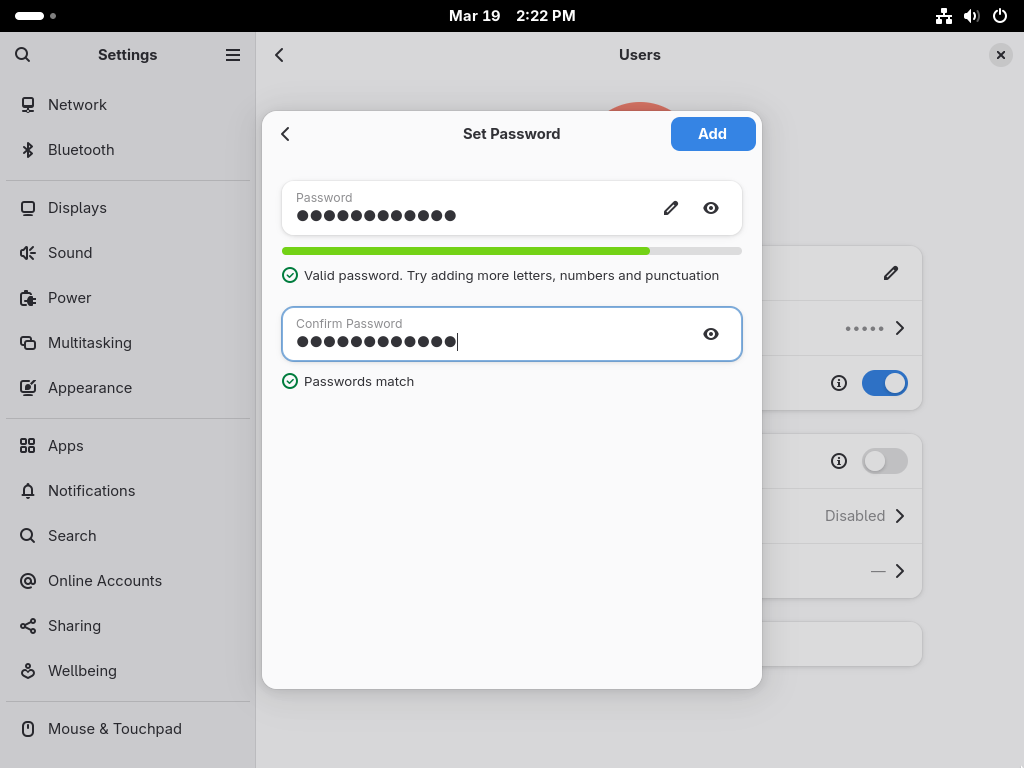 Mar 19 2:22 PM
Settings
Users
Network
Bluetooth
Displays
Sound
Power
Multitasking
Appearance
Apps
Notifications
Search
Online Accounts
Sharing
Wellbeing
Mouse & Touchpad
Set Password
Add
Password
●●●●●●●●●●●●
Valid password. Try adding more letters, numbers and punctuation
Confirm Password
●●●●●●●●●●●●
Passwords match
●●●●●
Disabled
—